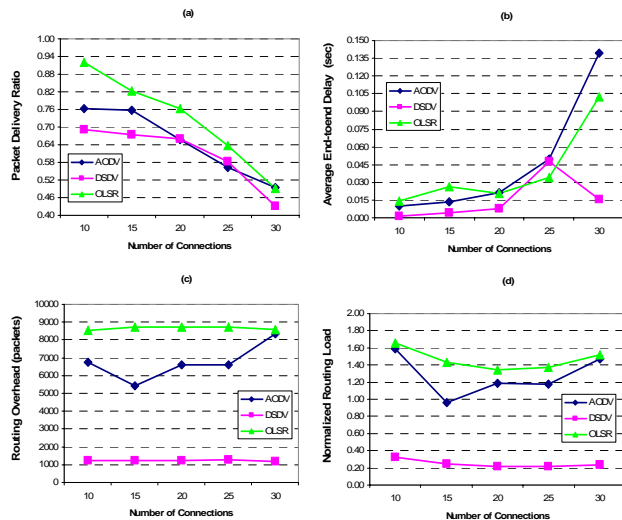 (a)
Packet Delivery Ratio
1.00
0.94
0.88
0.82
0.76
0.70
0.64
0.58
0.52
0.46
0.40
AODV
DSDV
OLSR
10
15
20
25
30
Number of Connections
(b)
Average End-toend Delay (sec)
0.150
0.135
0.120
0.105
0.090
0.075
0.060
0.045
0.030
0.015
0.000
AODV
DSDV
OLSR
10
15
20
25
30
Number of Connections
(c)
Routing Overhead (packets)
10000
9000
8000
7000
6000
5000
4000
3000
2000
1000
0
AODV
DSDV
OLSR
10
15
20
25
30
Number of Connections
(d)
Normalized Routing Load
2.00
1.80
1.60
1.40
1.20
1.00
0.80
0.60
0.40
0.20
0.00
AODV
DSDV
OLSR
10
15
20
25
30
Number of Connections